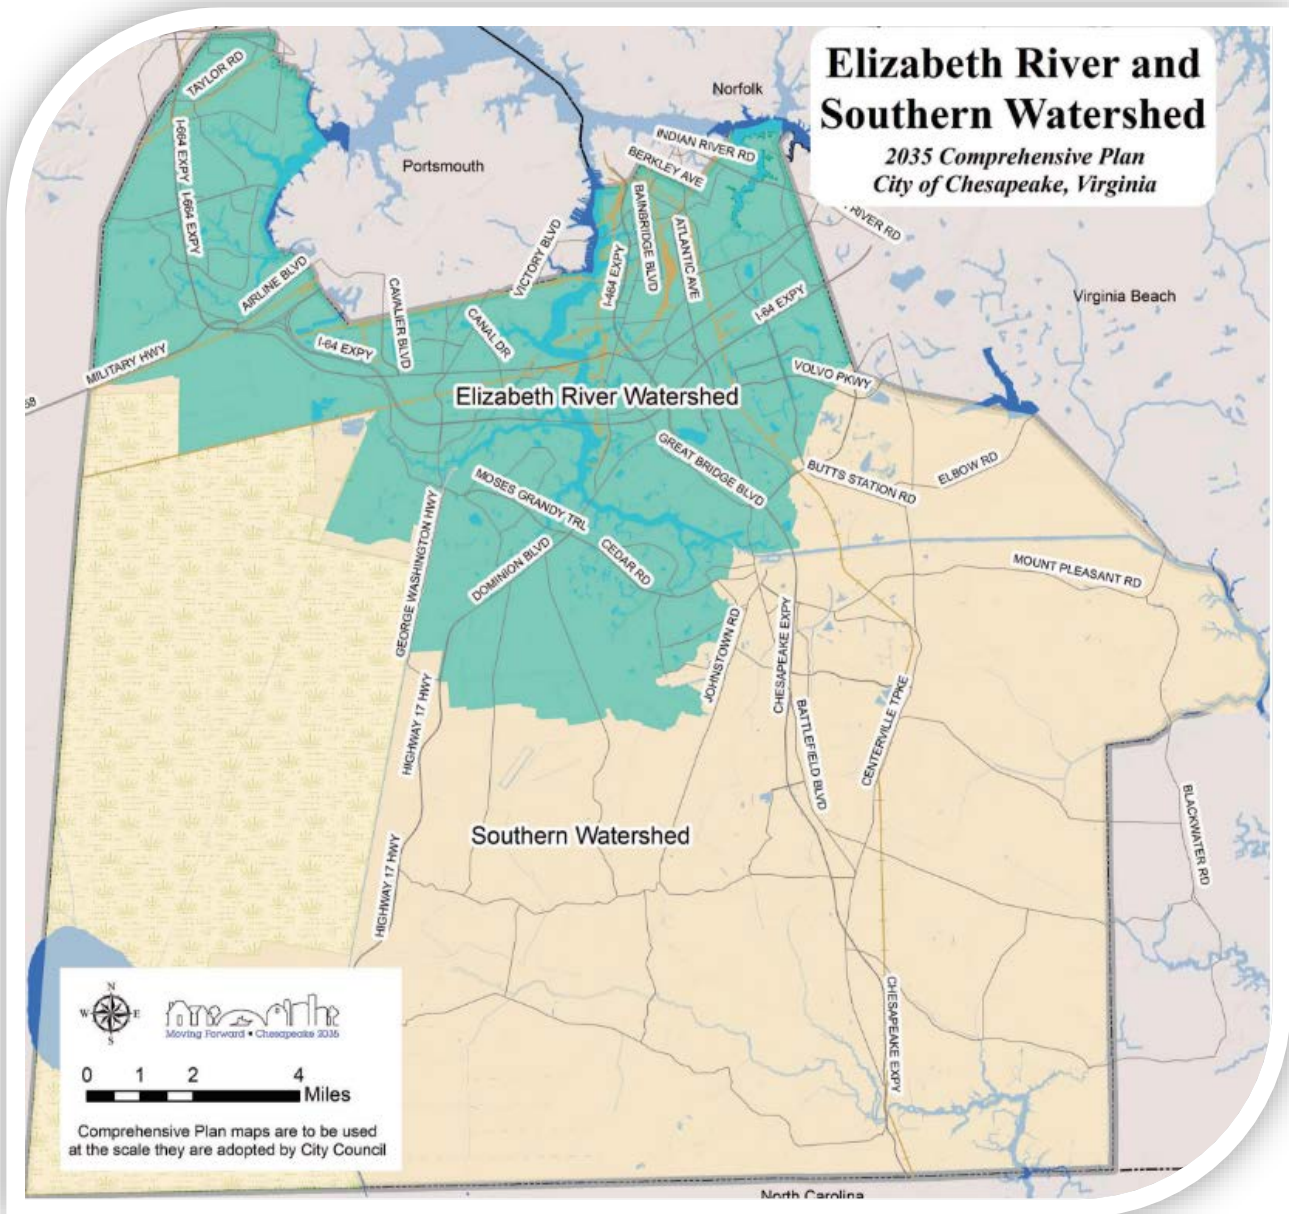 Elizabeth River and
Southern Watershed
2035 Comprehensive Plan
City of Chesapeake, Virginia
TAYLOR RD
Norfolk
INDIAN RIVER RD
BERKLEY AVE
I-664 EXPY
Portsmouth
I-664 EXPY
BAINBRIDGE BLVD
ATLANTIC AVE
RIVER RD
VICTORY BLVD
I-464 EXPY
AIRLINE BLVD
CAVALIER BLVD
I-64 EXPY
Virginia Beach
CANAL DR
I-64 EXPY
MILITARY HWY
VOLVO PKWY
58
Elizabeth River Watershed
GREAT BRIDGE BLVD
BUTTS STATION RD
ELBOW RD
MOSES GRANDY TRL
GEORGE WASHINGTON HWY
DOMINION BLVD
CEDAR RD
MOUNT PLEASANT RD
JOHNSTOWN RD
CHESAPEAKE EXPY
HIGHWAY 17 HWY
BATTLEFIELD BLVD
CENTERVILLE TPKE
Southern Watershed
BLACKWATER RD
HIGHWAY 17 HWY
CHESAPEAKE EXPY
N
W E
S
Moving Forward • Chesapeake 2035
0 1 2 4
Miles
Comprehensive Plan maps are to be used
at the scale they are adopted by City Council
North Carolina